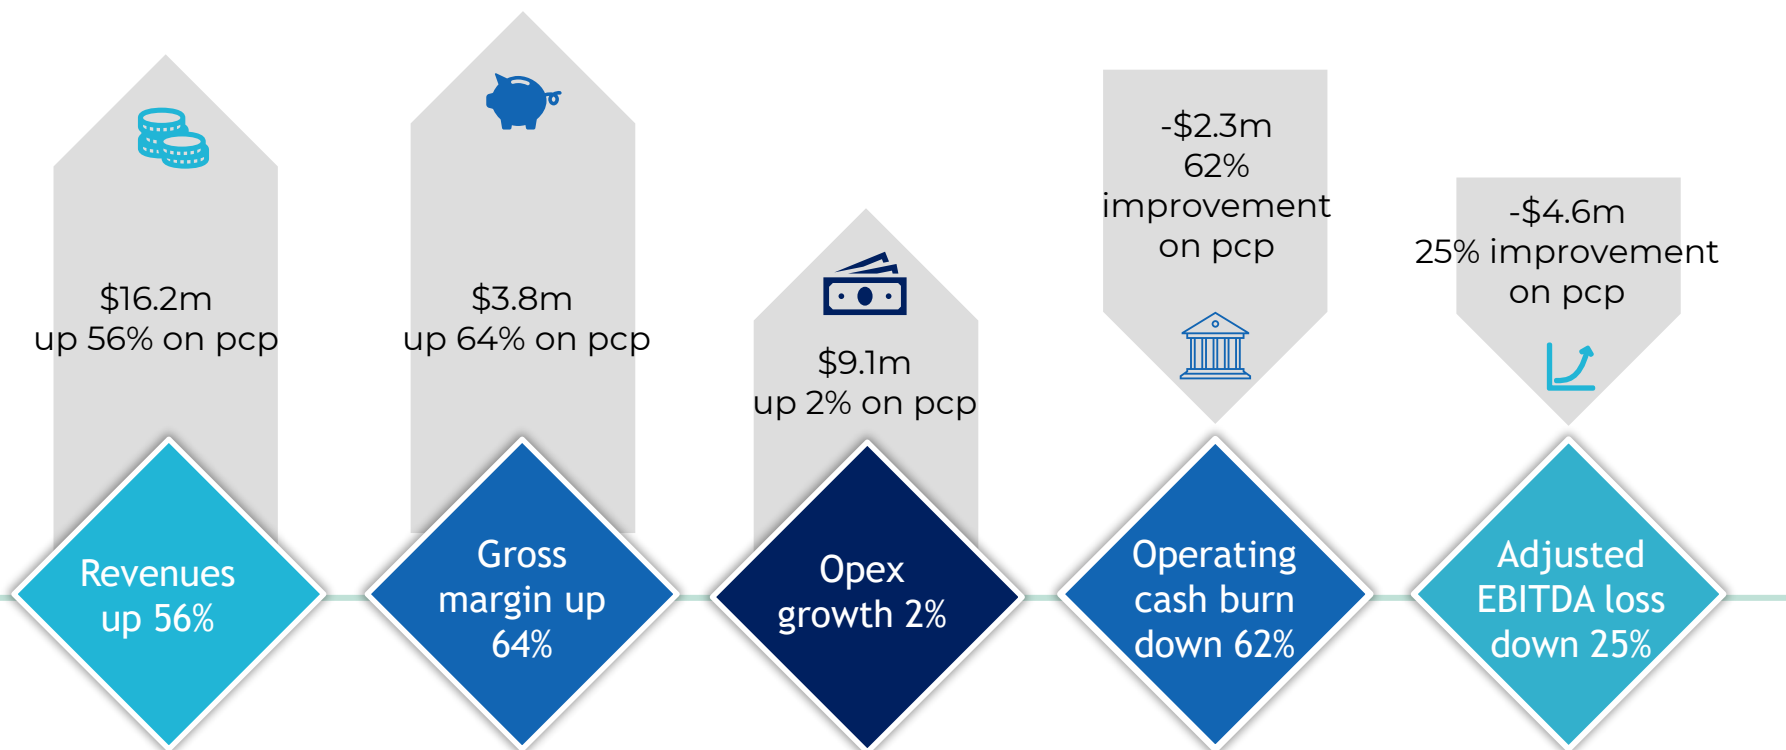 $16.2m
up 56% on pcp
Revenues
up 56%
$3.8m
up 64% on pcp
Gross
margin up
64%
$9.1m
up 2% on pcp
Opex
growth 2%
-$2.3m
62%
improvement
on pcp
Operating
cash burn
down 62%
-$4.6m
25% improvement
on pcp
Adjusted
EBITDA loss
down 25%